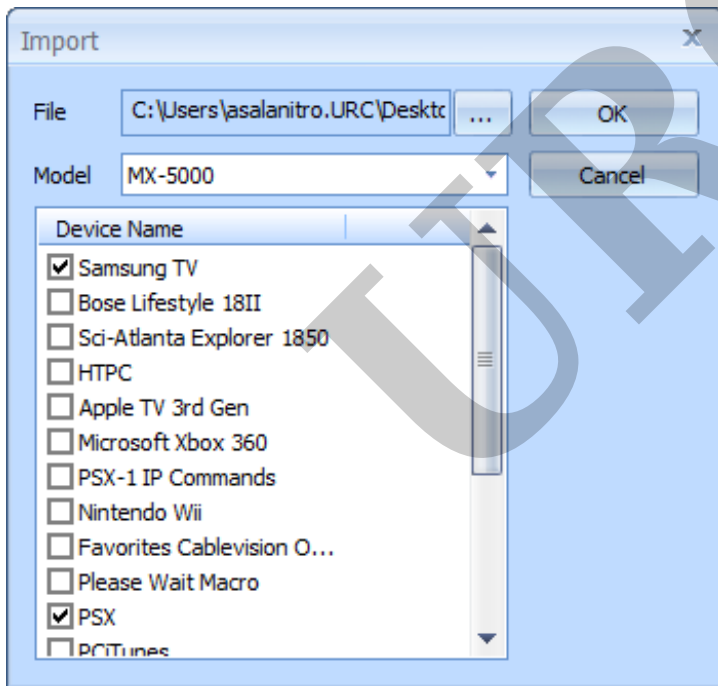 Import
File C:\Users\asalanitro.URC\Deskto ... OK
Model MX-5000 Cancel
Device Name
Samsung TV
Bose Lifestyle 18II
Sci-Atlanta Explorer 1850
HTPC
Apple TV 3rd Gen
Microsoft Xbox 360
PSX-1 IP Commands
Nintendo Wii
Favorites Cablevision O...
Please Wait Macro
PSX
PCiTunes